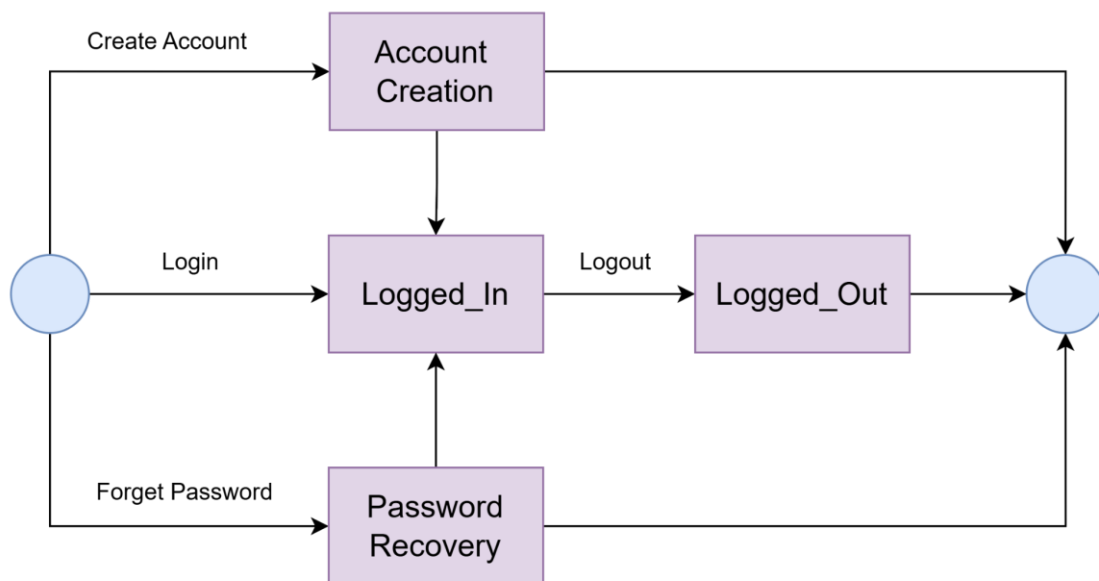 Create Account
Account
Creation
Login
Logged_In
Logout
Logged_Out
Forget Password
Password
Recovery